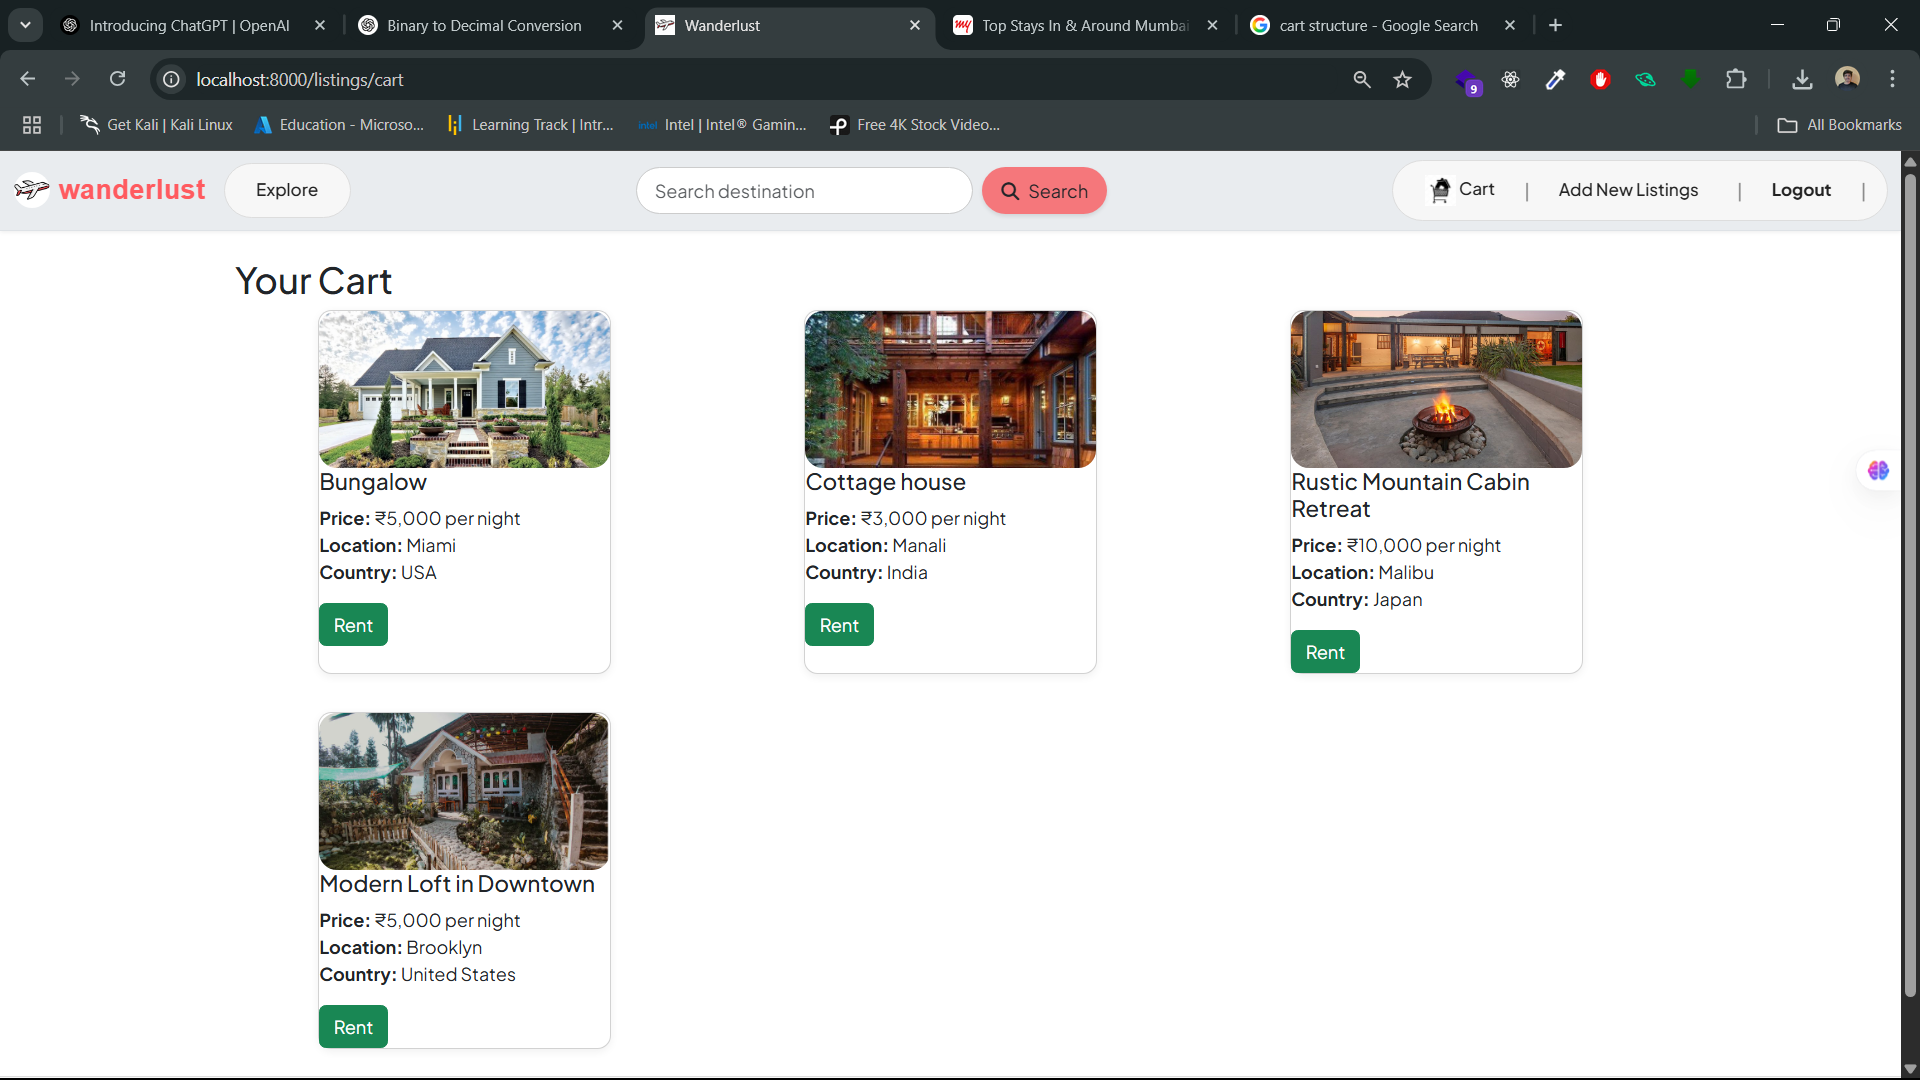 Introducing ChatGPT | OpenAI
Binary to Decimal Conversion
Wanderlust
Top Stays In & Around Mumbai
cart structure - Google Search
localhost:8000/listings/cart
9
Get Kali | Kali Linux
Education - Microso...
Learning Track | Intr...
intel Intel | Intel® Gamin...
Free 4K Stock Video...
All Bookmarks
wanderlust
Explore
Search destination
Search
Cart | Add New Listings | Logout |
Your Cart
Bungalow
Price: ₹5,000 per night
Location: Miami
Country: USA
Rent
Cottage house
Price: ₹3,000 per night
Location: Manali
Country: India
Rent
Rustic Mountain Cabin
Retreat
Price: ₹10,000 per night
Location: Malibu
Country: Japan
Rent
Modern Loft in Downtown
Price: ₹5,000 per night
Location: Brooklyn
Country: United States
Rent